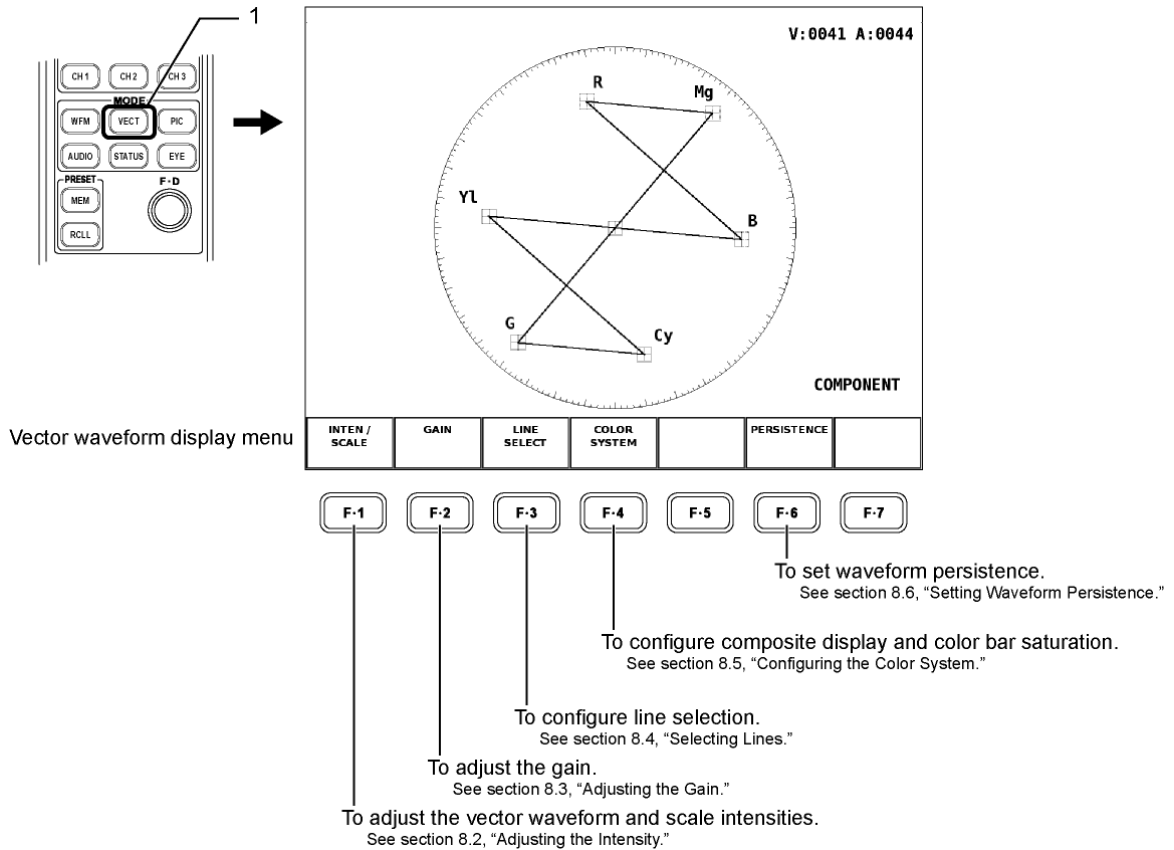 1
CH 1 CH 2 CH 3
MODE
WFM VECT PIC
AUDIO STATUS EYE
PRESET F·D
MEM
RCLL
V:0041 A:0044
R
Mg
Yl
B
G
Cy
COMPONENT
Vector waveform display menu
INTEN / SCALE
GAIN
LINE SELECT
COLOR SYSTEM
PERSISTENCE
F·1 F·2 F·3 F·4 F·5 F·6 F·7
To set waveform persistence.
See section 8.6, “Setting Waveform Persistence.”
To configure composite display and color bar saturation.
See section 8.5, “Configuring the Color System.”
To configure line selection.
See section 8.4, “Selecting Lines.”
To adjust the gain.
See section 8.3, “Adjusting the Gain.”
To adjust the vector waveform and scale intensities.
See section 8.2, “Adjusting the Intensity.”